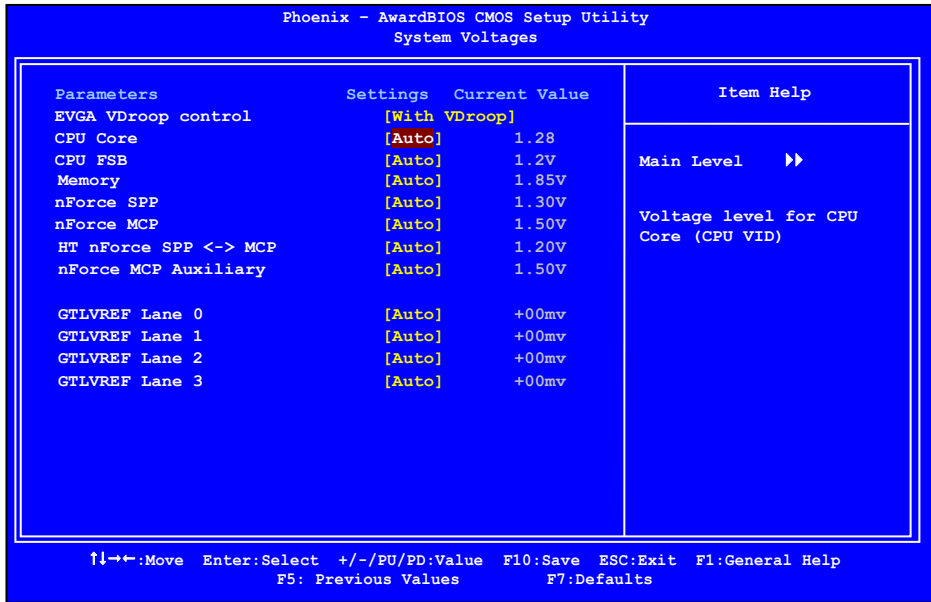 Phoenix – AwardBIOS CMOS Setup Utility
System Voltages
Parameters Settings Current Value
EVGA VDroop control [With VDroop]
CPU Core [Auto] 1.28
CPU FSB [Auto] 1.2V
Memory [Auto] 1.85V
nForce SPP [Auto] 1.30V
nForce MCP [Auto] 1.50V
HT nForce SPP <-> MCP [Auto] 1.20V
nForce MCP Auxiliary [Auto] 1.50V
GTLVREF Lane 0 [Auto] +00mv
GTLVREF Lane 1 [Auto] +00mv
GTLVREF Lane 2 [Auto] +00mv
GTLVREF Lane 3 [Auto] +00mv
Item Help
Main Level
Voltage level for CPU
Core (CPU VID)
↑↓→←:Move Enter:Select +/-/PU/PD:Value F10:Save ESC:Exit F1:General Help
F5: Previous Values F7:Defaults